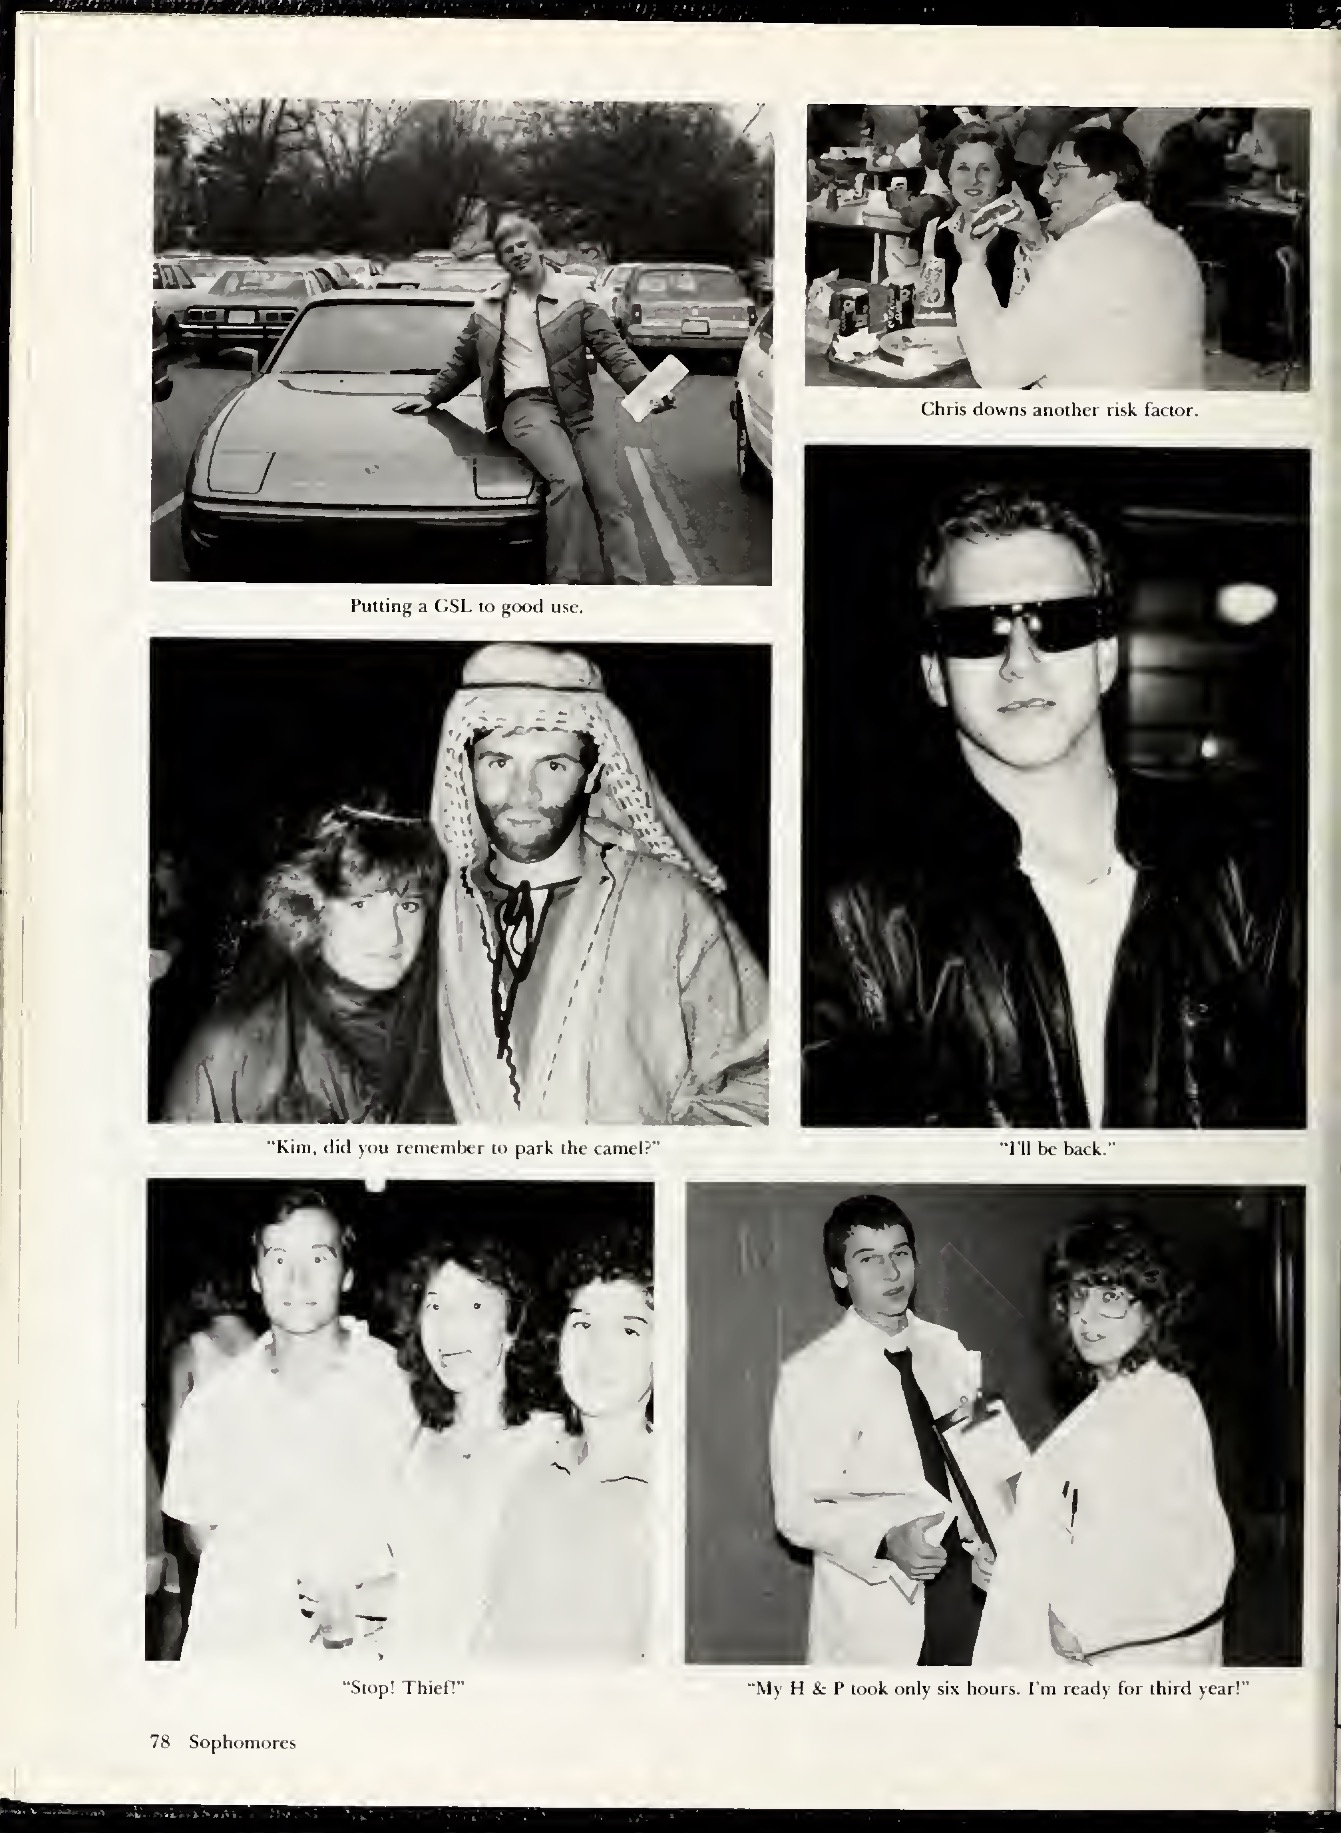 Chris downs another risk factor.
Putting a GSL to good use.
"Kim, did you remember to park the camel?"
"I'll be back."
"Stop! Thief!"
"My H & P took only six hours. I'm ready for third year!"
78 Sophomores